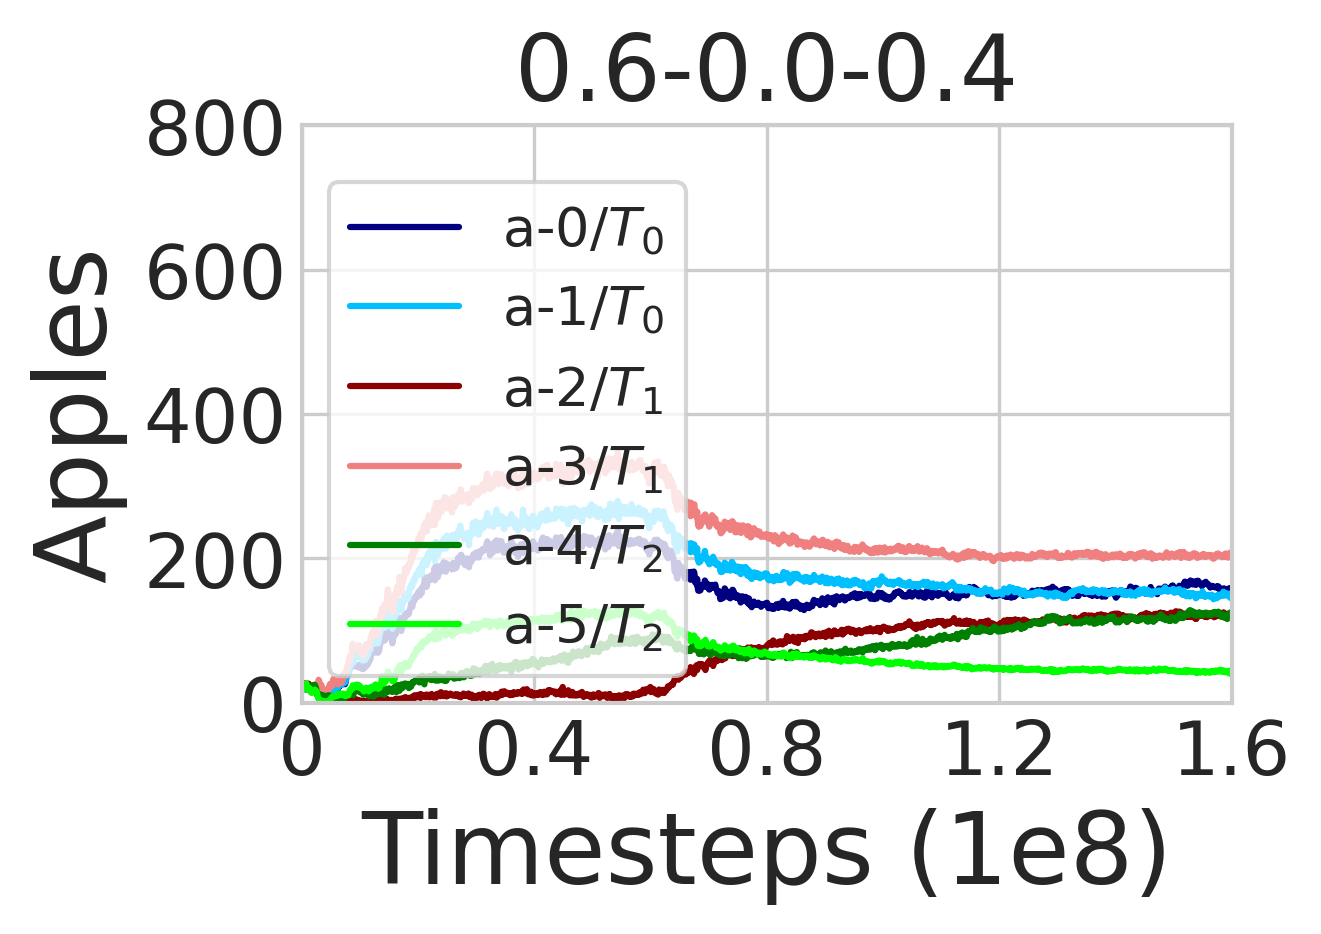 0.6-0.0-0.4
800
600
400
200
0
Apples
a-0/T₀
a-1/T₀
a-2/T₁
a-3/T₁
a-4/T₂
a-5/T₂
0 0.4 0.8 1.2 1.6
Timesteps (1e8)